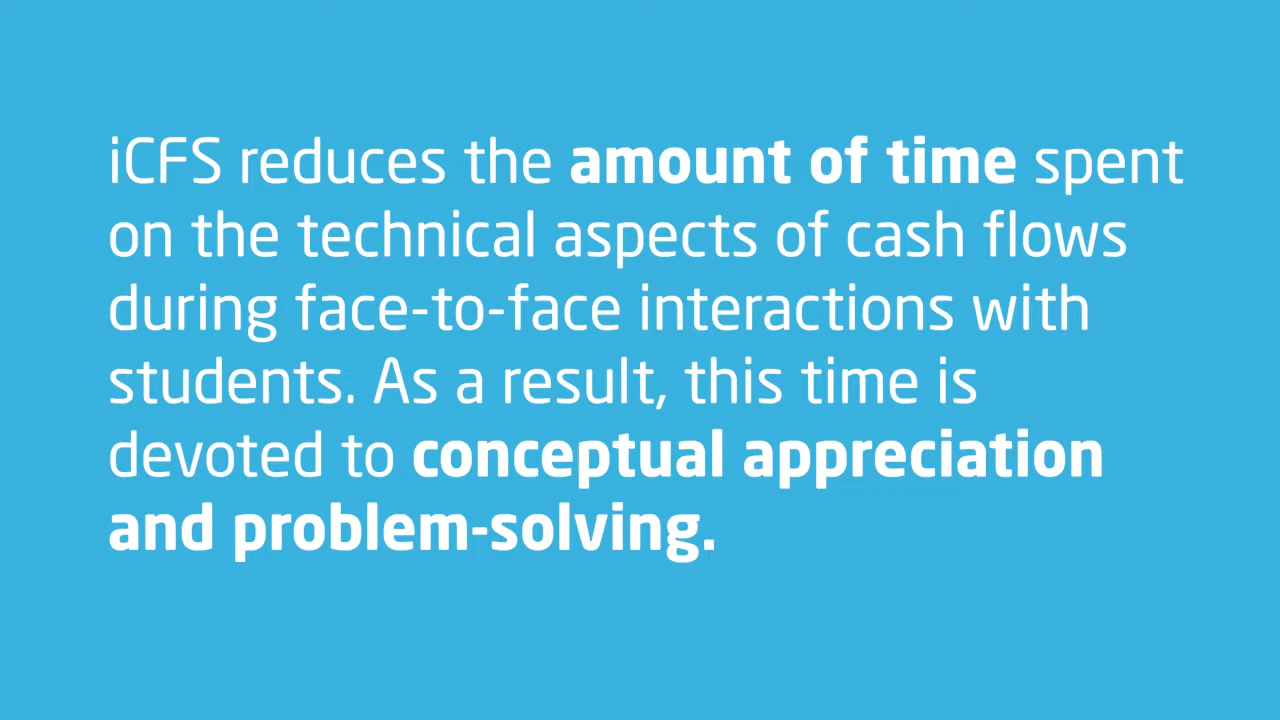 iCFS reduces the amount of time spent
on the technical aspects of cash flows
during face-to-face interactions with
students. As a result, this time is
devoted to conceptual appreciation
and problem-solving.